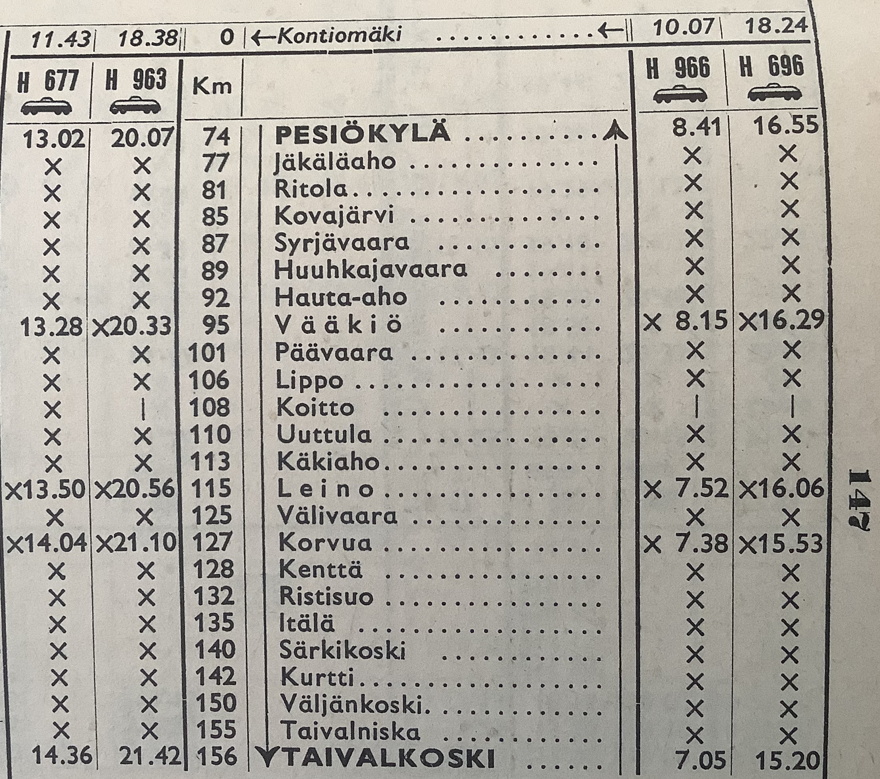 11.43 18.38 0 ←Kontiomäki ............← 10.07 18.24
H 677 H 963 Km H 966 H 696
13.02 20.07 74 PESIÖKYLÄ .......... 8.41 16.55
× × 77 Jäkäläaho ............ × ×
× × 81 Ritola................ × ×
× × 85 Kovajärvi ............ × ×
× × 87 Syrjävaara ........... × ×
× × 89 Huuhkajavaara ....... × ×
× × 92 Hauta-aho ........... × ×
13.28 ×20.33 95 Vääkiö ........... × 8.15 ×16.29
× × 101 Päävaara ............ × ×
× × 106 Lippo ................ × ×
× | 108 Koitto .............. | |
× × 110 Uuttula .............. × ×
× × 113 Käkiaho.............. × ×
×13.50 ×20.56 115 Leino.............. × 7.52 ×16.06
× × 125 Välivaara ............ × ×
×14.04 ×21.10 127 Korvua .............. × 7.38 ×15.53
× × 128 Kenttä .............. × ×
× × 132 Ristisuo .............. × ×
× × 135 Itälä ................ × ×
× × 140 Särkikoski .......... × ×
× × 142 Kurtti................ × ×
× × 150 Väljänkoski........... × ×
× × 155 Taivalniska .......... × ×
14.36 21.42 156 TAIVALKOSKI ...... 7.05 15.20
147